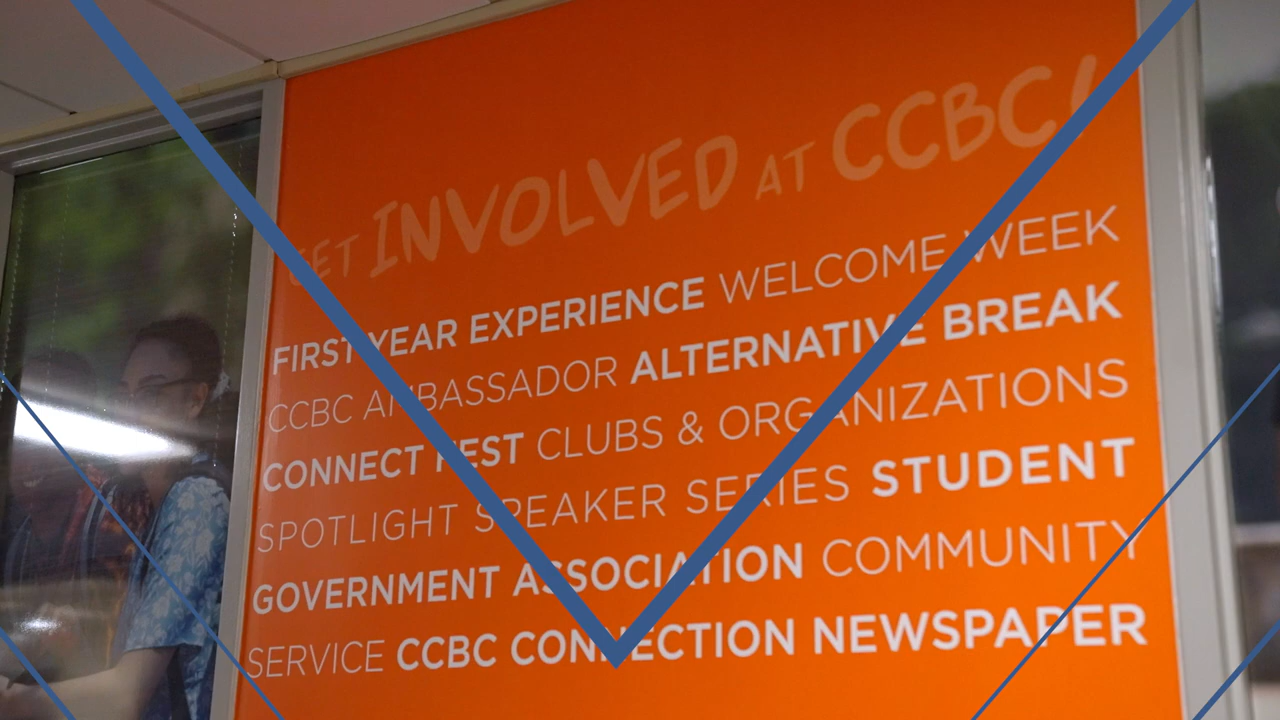 GET INVOLVED AT CCBC!
FIRST YEAR EXPERIENCE WELCOME WEEK
CCBC AMBASSADOR ALTERNATIVE BREAK
CONNECT FEST CLUBS & ORGANIZATIONS
SPOTLIGHT SPEAKER SERIES STUDENT
GOVERNMENT ASSOCIATION COMMUNITY
SERVICE CCBC CONNECTION NEWSPAPER